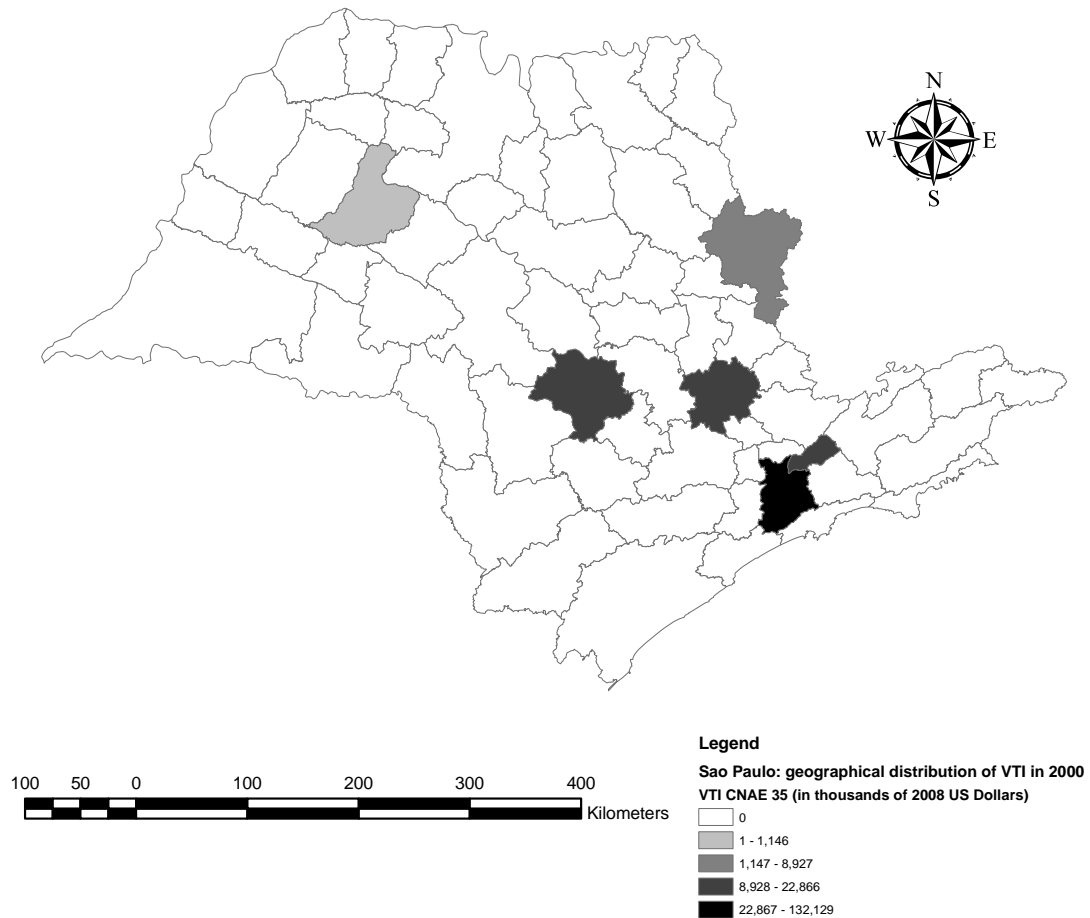 N
W E
S
Legend
Sao Paulo: geographical distribution of VTI in 2000
VTI CNAE 35 (in thousands of 2008 US Dollars)
0
1 - 1,146
1,147 - 8,927
8,928 - 22,866
22,867 - 132,129
100 50 0 100 200 300 400
Kilometers